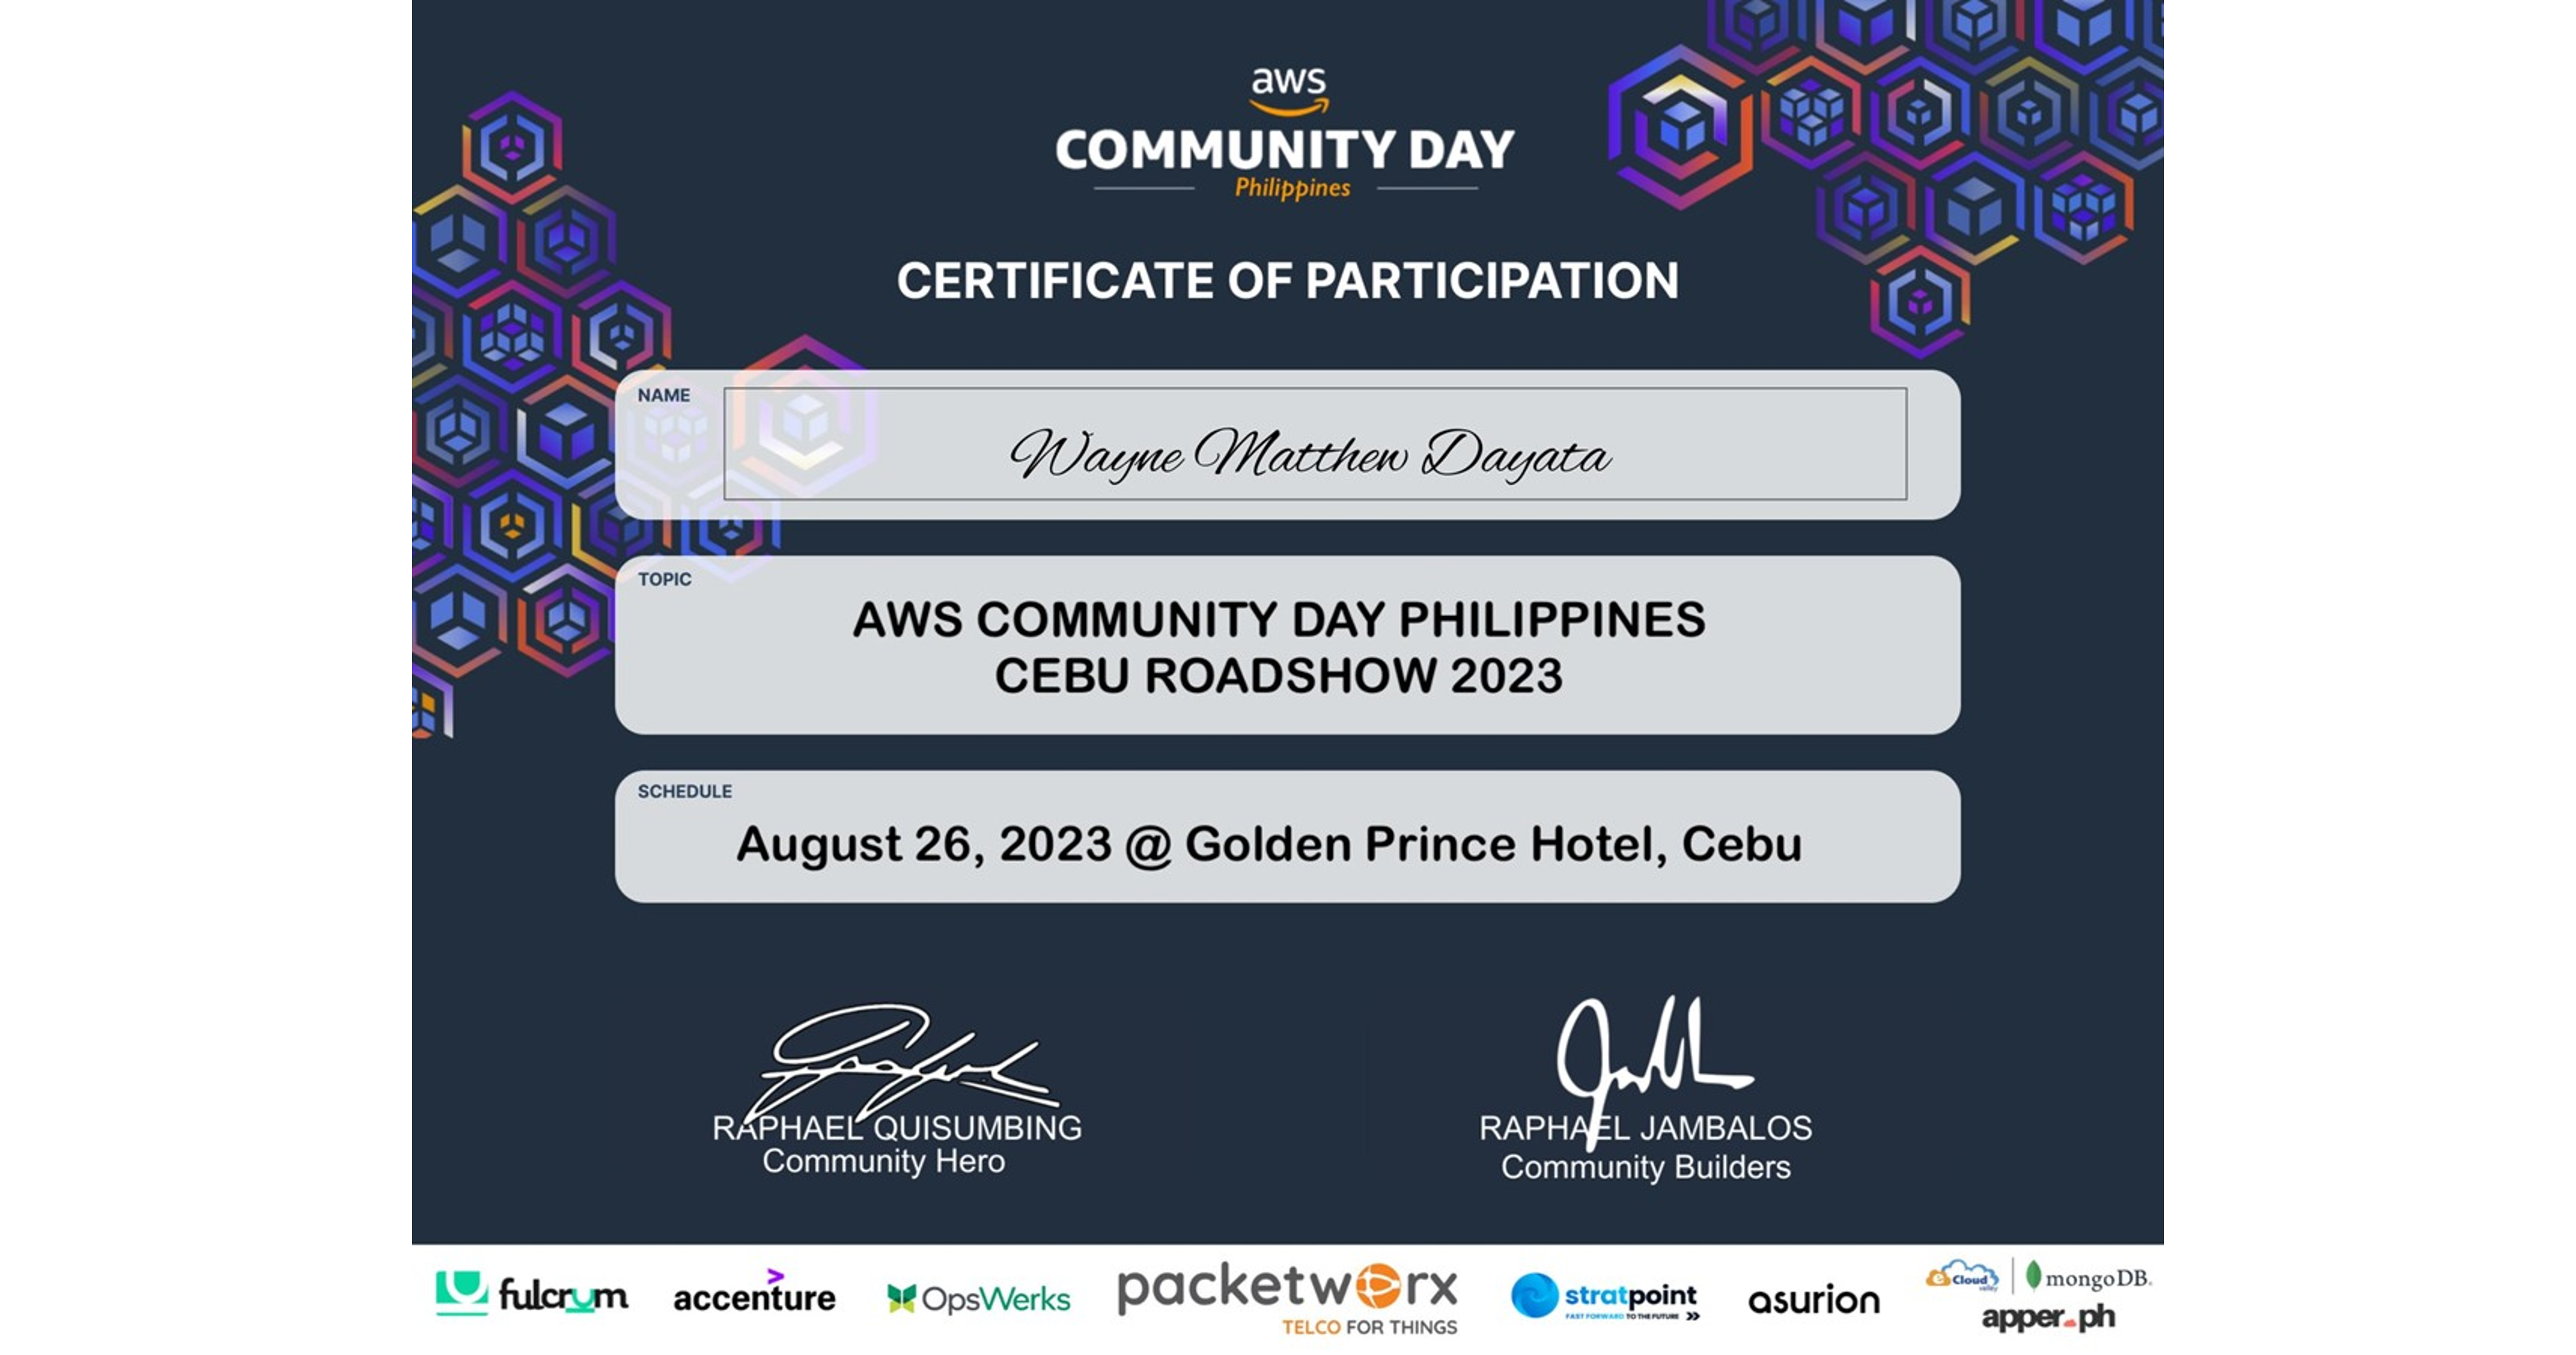 aws
COMMUNITY DAY
Philippines
CERTIFICATE OF PARTICIPATION
NAME
Wayne Matthew Dayata
TOPIC
AWS COMMUNITY DAY PHILIPPINES
CEBU ROADSHOW 2023
SCHEDULE
August 26, 2023 @ Golden Prince Hotel, Cebu
RAPHAEL QUISUMBING
Community Hero
RAPHAEL JAMBALOS
Community Builders
fulcrum
accenture
OpsWerks
packetworx
TELCO FOR THINGS
stratpoint
FAST FORWARD TO THE FUTURE
asurion
eCloud valley
mongoDB.
apper.ph